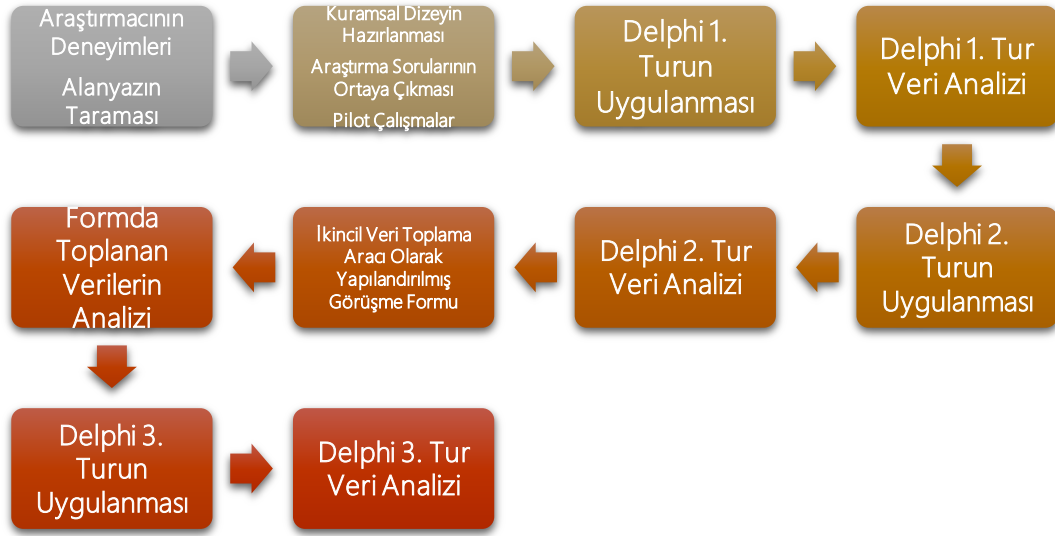 Araştırmacının
Deneyimleri
Alanyazın
Taraması
Kuramsal Dizeyin
Hazırlanması
Araştırma Sorularının
Ortaya Çıkması
Pilot Çalışmalar
Delphi 1.
Turun
Uygulanması
Delphi 1. Tur
Veri Analizi
Delphi 2.
Turun
Uygulanması
Delphi 2. Tur
Veri Analizi
İkincil Veri Toplama
Aracı Olarak
Yapılandırılmış
Görüşme Formu
Formda
Toplanan
Verilerin
Analizi
Delphi 3.
Turun
Uygulanması
Delphi 3. Tur
Veri Analizi